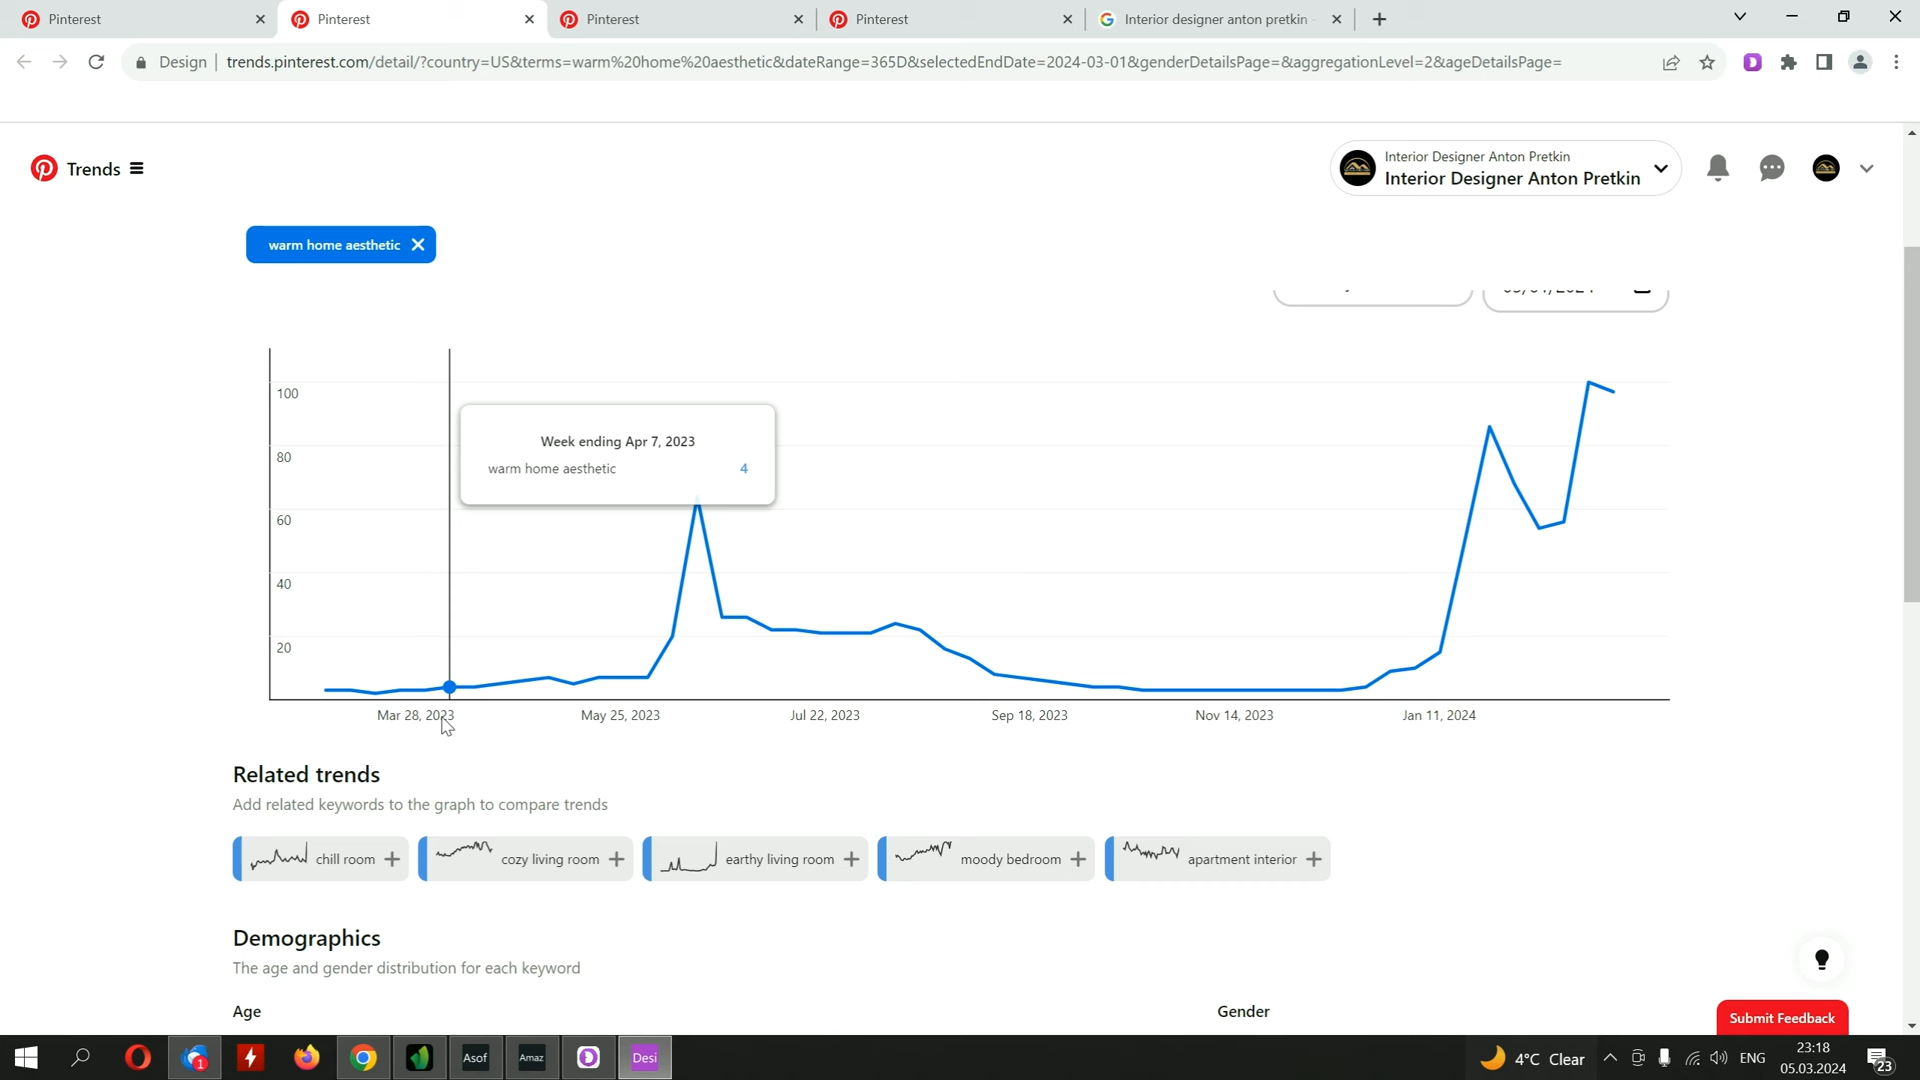 Pinterest
Pinterest
Pinterest
Pinterest
Interior designer anton pretkin
Design
trends.pinterest.com/detail/?country=US&terms=warm%20home%20aesthetic&dateRange=365D&selectedEndDate=2024-03-01&genderDetailsPage=&aggregationLevel=2&ageDetailsPage=
Trends
Interior Designer Anton Pretkin
Interior Designer Anton Pretkin
warm home aesthetic
100
80
60
40
20
Week ending Apr 7, 2023
warm home aesthetic 4
Mar 28, 2023 May 25, 2023 Jul 22, 2023 Sep 18, 2023 Nov 14, 2023 Jan 11, 2024
Related trends
Add related keywords to the graph to compare trends
chill room + cozy living room + earthy living room + moody bedroom + apartment interior +
Demographics
The age and gender distribution for each keyword
Age Gender
Submit Feedback
1
Asof
Amaz
Desi
4°C Clear
ENG
23:18
05.03.2024
23